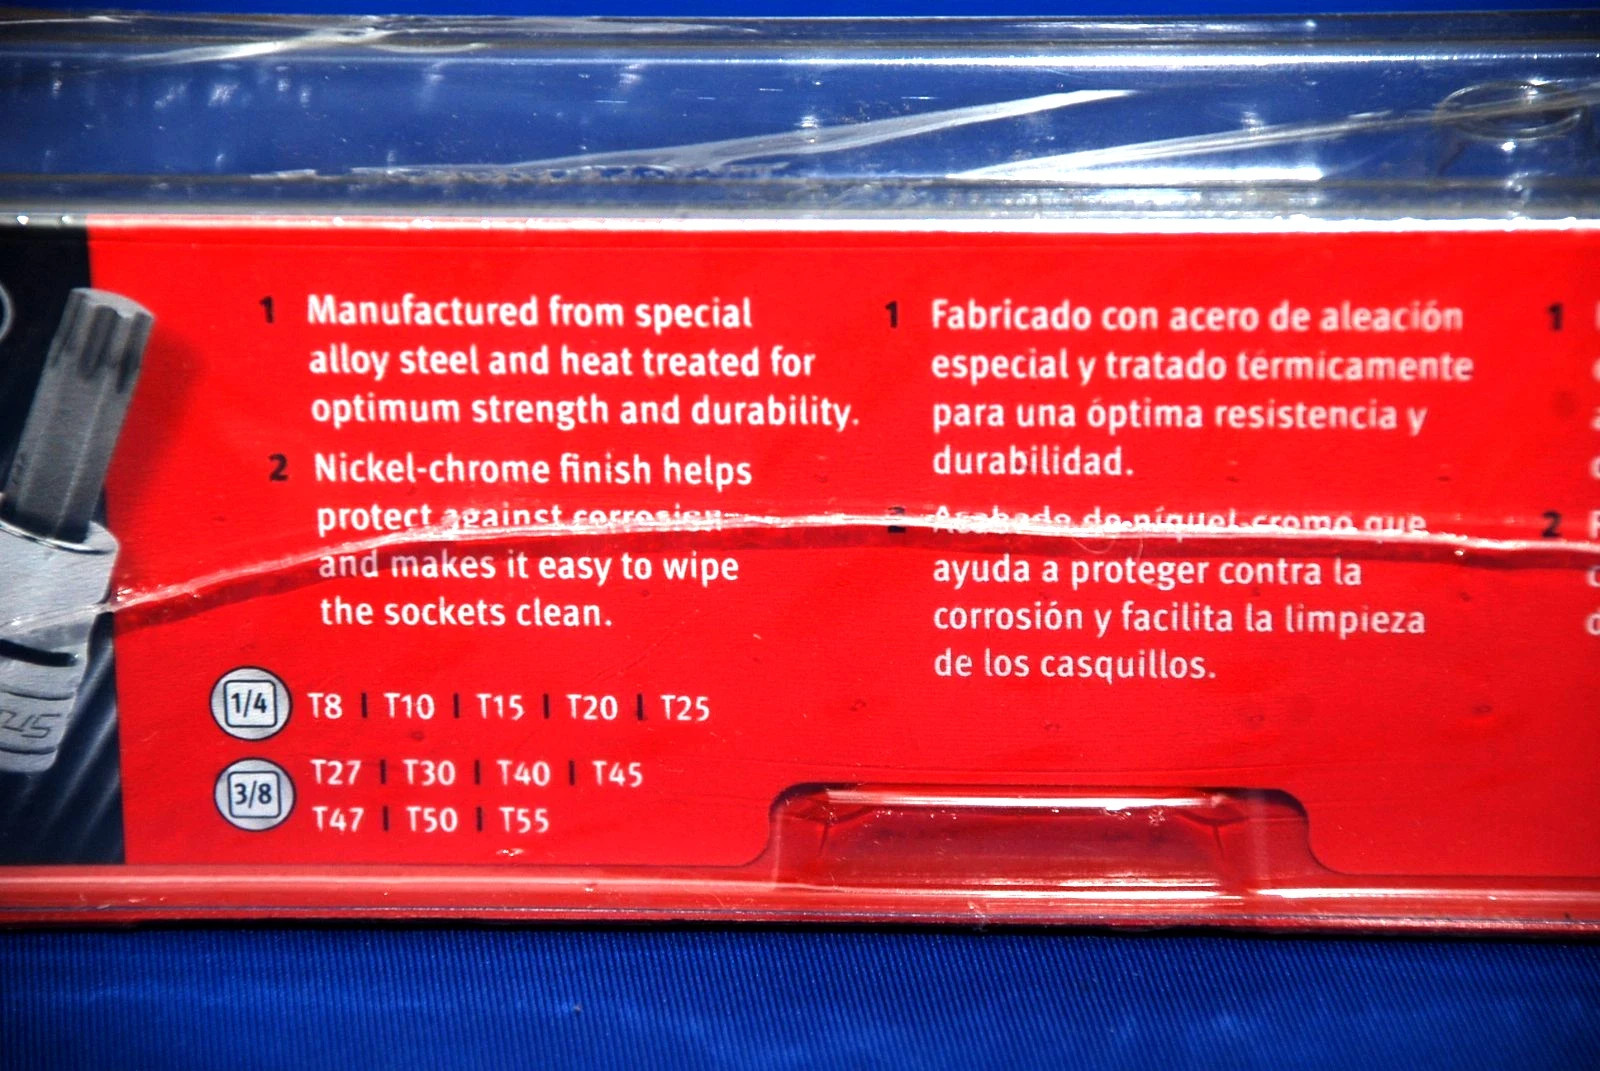 1 Manufactured from special
alloy steel and heat treated for
optimum strength and durability.
2 Nickel-chrome finish helps
protect against corrosion
and makes it easy to wipe
the sockets clean.
1/4 T8 | T10 | T15 | T20 | T25
3/8 T27 | T30 | T40 | T45
T47 | T50 | T55
1 Fabricado con acero de aleación
especial y tratado térmicamente
para una óptima resistencia y
durabilidad.
2 Acabado de níquel-cromo que
ayuda a proteger contra la
corrosión y facilita la limpieza
de los casquillos.
1
2